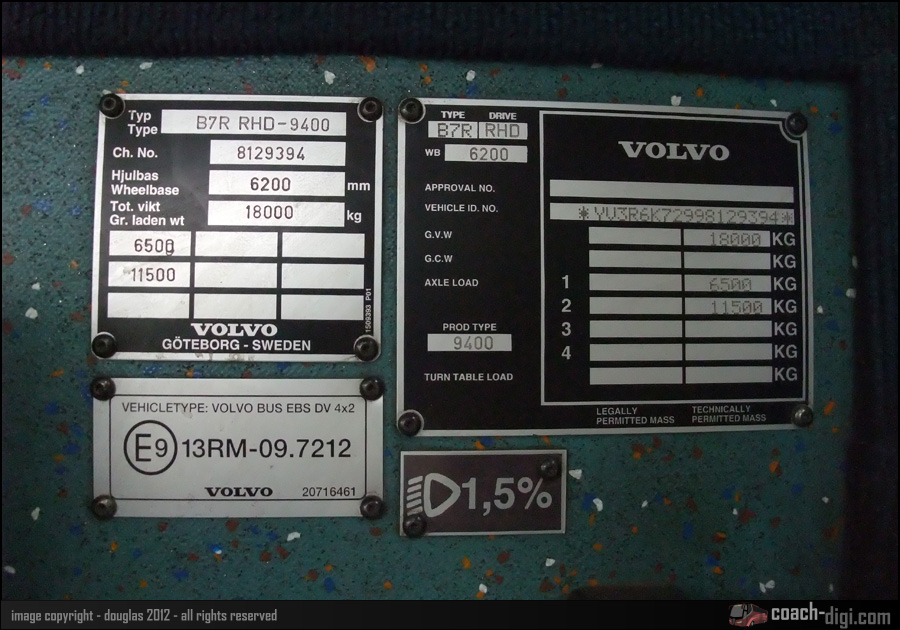 Typ
Type
B7R RHD-9400
Ch. No.
8129394
Hjulbas
Wheelbase
6200
mm
Tot. vikt
Gr. laden wt
18000
kg
6500
11500
1509393 P01
VOLVO
GÖTEBORG - SWEDEN
VEHICLETYPE: VOLVO BUS EBS DV 4x2
E9 13RM-09.7212
VOLVO
20716461
TYPE DRIVE
B7R RHD
WB 6200
VOLVO
APPROVAL NO.
VEHICLE ID. NO.
*YV3R6K72998129394*
G.V.W
18000 KG
G.C.W
KG
AXLE LOAD
1 6500 KG
2 11500 KG
3 KG
PROD TYPE
9400
4 KG
TURN TABLE LOAD
KG
LEGALLY
PERMITTED MASS
TECHNICALLY
PERMITTED MASS
1,5%
image copyright - douglas 2012 - all rights reserved
coach-digi.com